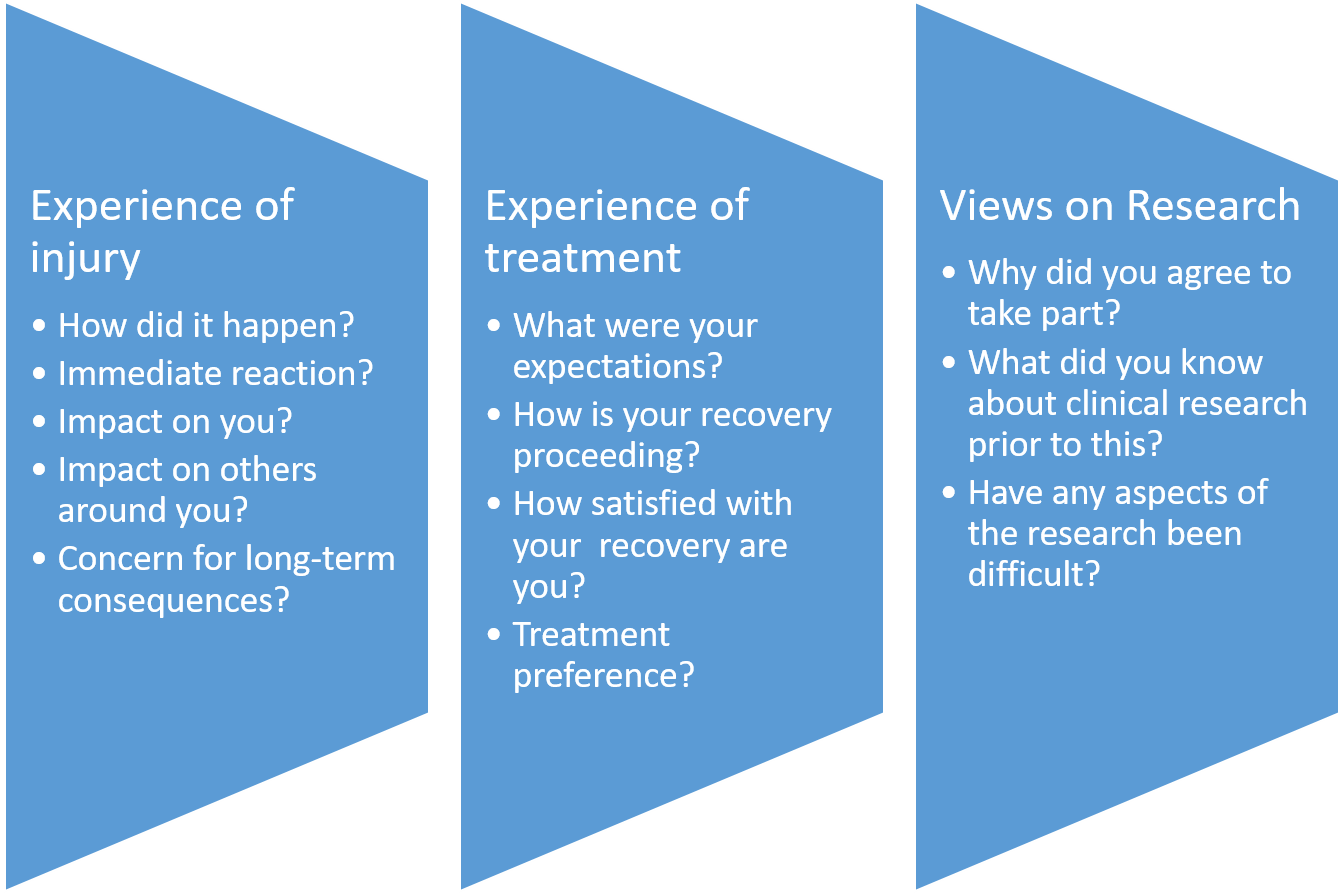 Experience of
injury
• How did it happen?
• Immediate reaction?
• Impact on you?
• Impact on others
around you?
• Concern for long-term
consequences?
Experience of
treatment
• What were your
expectations?
• How is your recovery
proceeding?
• How satisfied with
your  recovery are
you?
• Treatment
preference?
Views on Research
• Why did you agree to
take part?
• What did you know
about clinical research
prior to this?
• Have any aspects of
the research been
difficult?